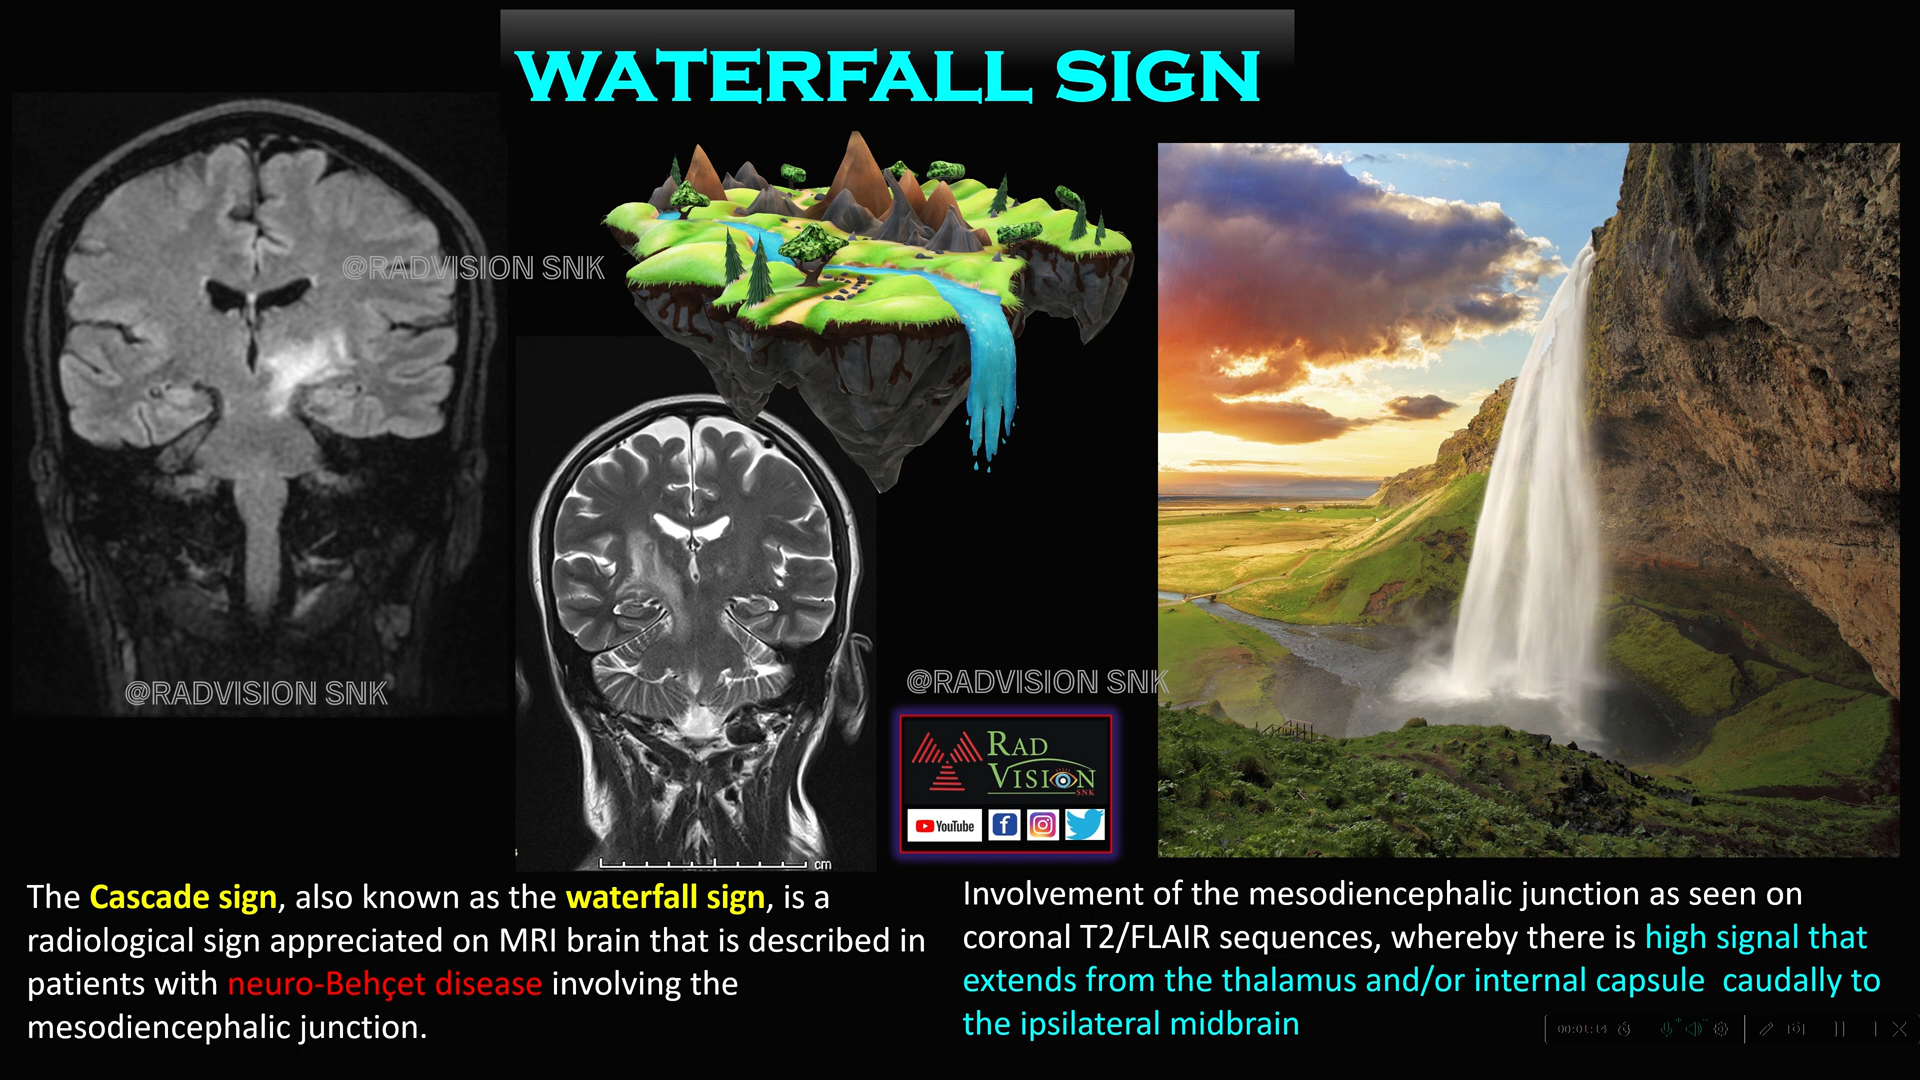 WATERFALL SIGN
@RADVISION SNK
@RADVISION SNK
@RADVISION SNK
RAD
VISION
SNK
YouTube
cm
The Cascade sign, also known as the waterfall sign, is a
radiological sign appreciated on MRI brain that is described in
patients with neuro-Behçet disease involving the
mesodiencephalic junction.
Involvement of the mesodiencephalic junction as seen on
coronal T2/FLAIR sequences, whereby there is high signal that
extends from the thalamus and/or internal capsule caudally to
the ipsilateral midbrain
00:01:14